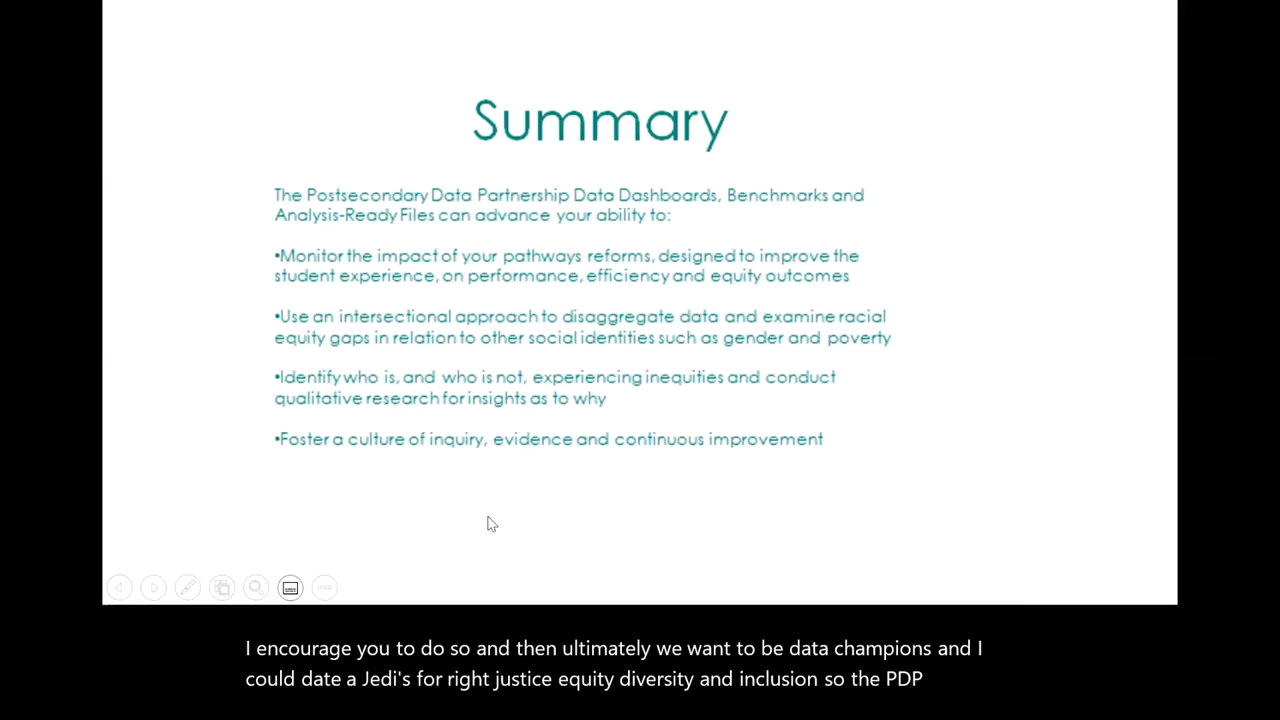 Summary
The Postsecondary Data Partnership Data Dashboards, Benchmarks and
Analysis-Ready Files can advance your ability to:
•Monitor the impact of your pathways reforms, designed to improve the
student experience, on performance, efficiency and equity outcomes
•Use an intersectional approach to disaggregate data and examine racial
equity gaps in relation to other social identities such as gender and poverty
•Identify who is, and who is not, experiencing inequities and conduct
qualitative research for insights as to why
•Foster a culture of inquiry, evidence and continuous improvement
I encourage you to do so and then ultimately we want to be data champions and I
could date a Jedi's for right justice equity diversity and inclusion so the PDP